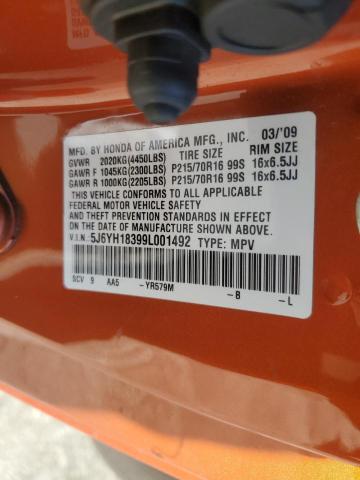 MFD. BY HONDA OF AMERICA MFG., INC. 03/'09
GVWR 2020KG(4450LBS) TIRE SIZE RIM SIZE
GAWR F 1045KG(2300LBS) P215/70R16 99S 16x6.5JJ
GAWR R 1000KG(2205LBS) P215/70R16 99S 16x6.5JJ
THIS VEHICLE CONFORMS TO ALL APPLICABLE
FEDERAL MOTOR VEHICLE SAFETY AND
THEFT PREVENTION STANDARDS IN EFFECT ON THE
DATE OF MANUFACTURE SHOWN ABOVE.
V.I.N. 5J6YH18399L001492 TYPE: MPV
SCV 9 AA5 -YR579M -B -L